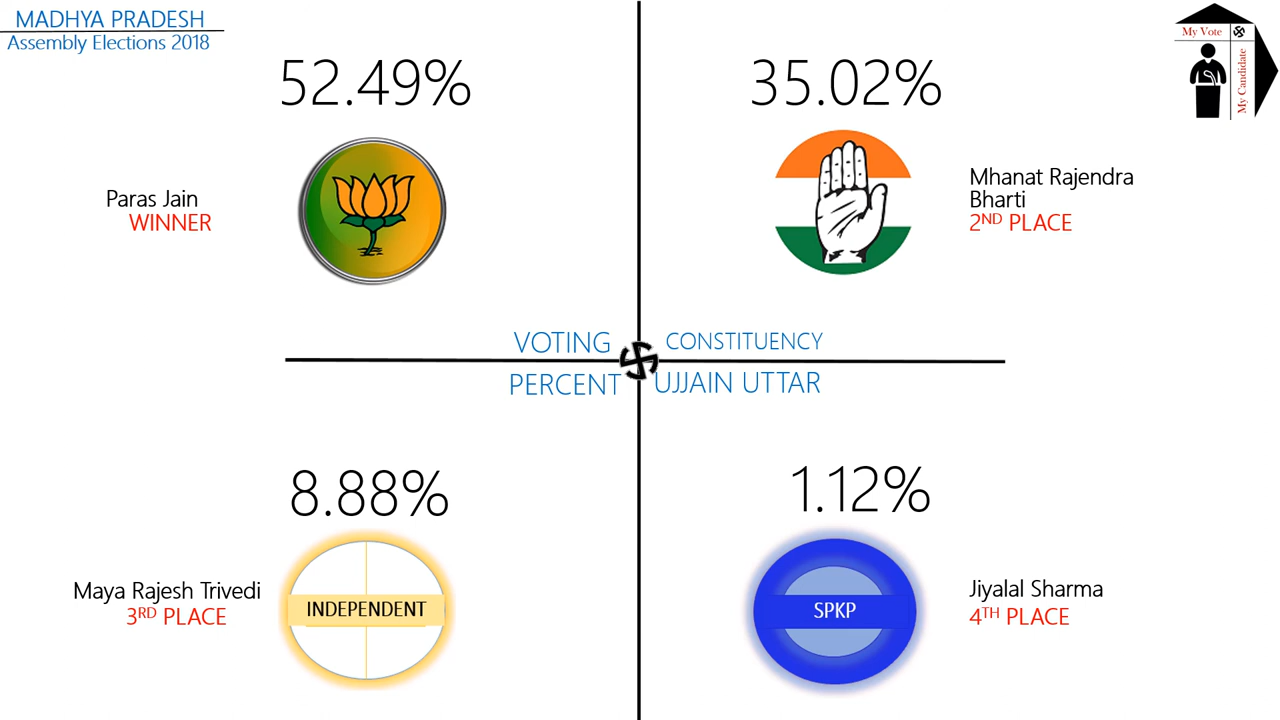 MADHYA PRADESH
Assembly Elections 2018
My Vote
My Candidate
52.49%
Paras Jain
WINNER
35.02%
Mhanat Rajendra
Bharti
2ND PLACE
VOTING
PERCENT
CONSTITUENCY
UJJAIN UTTAR
8.88%
Maya Rajesh Trivedi
3RD PLACE
INDEPENDENT
1.12%
SPKP
Jiyalal Sharma
4TH PLACE